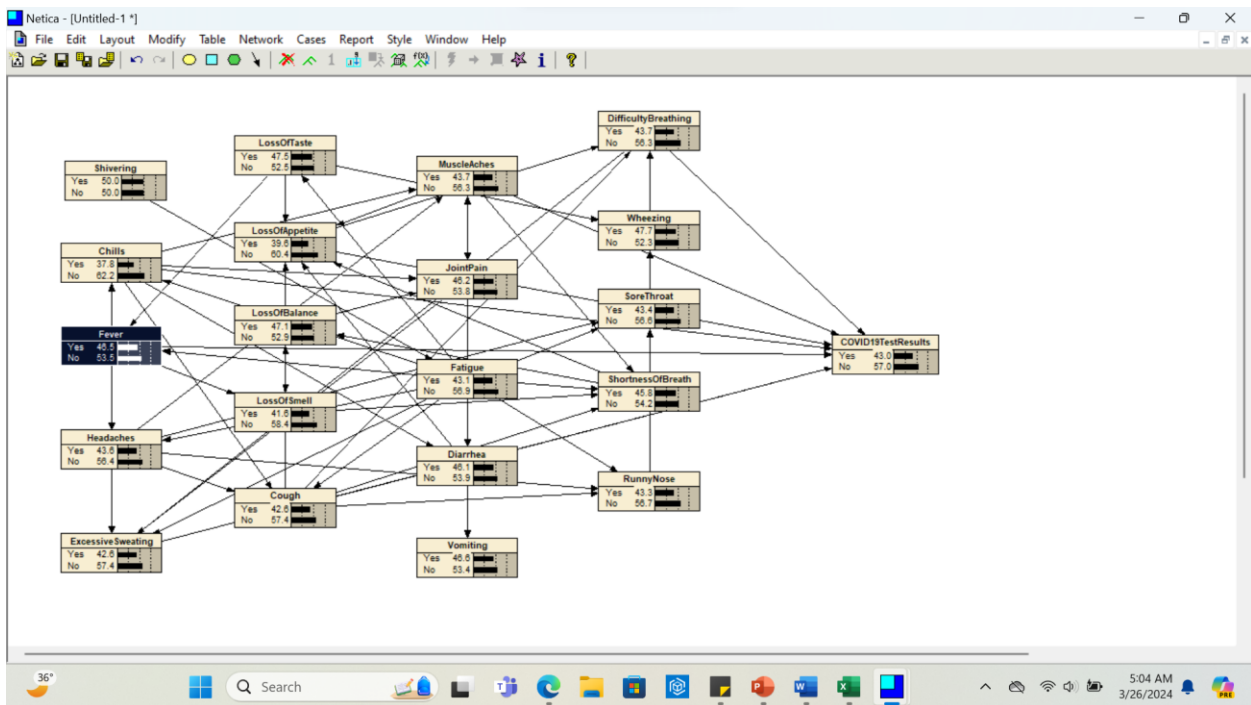 Netica - [Untitled-1 *]
File Edit Layout Modify Table Network Cases Report Style Window Help
Shivering
Yes 50.0
No 50.0
Chills
Yes 37.8
No 62.2
Fever
Yes 46.5
No 53.5
Headaches
Yes 43.6
No 56.4
ExcessiveSweating
Yes 42.6
No 57.4
LossOfTaste
Yes 47.5
No 52.5
LossOfAppetite
Yes 39.6
No 60.4
LossOfBalance
Yes 47.1
No 52.9
LossOfSmell
Yes 41.6
No 58.4
Cough
Yes 42.6
No 57.4
MuscleAches
Yes 43.7
No 56.3
JointPain
Yes 46.2
No 53.8
Fatigue
Yes 43.1
No 56.9
Diarrhea
Yes 46.1
No 53.9
Vomiting
Yes 46.6
No 53.4
DifficultyBreathing
Yes 43.7
No 56.3
Wheezing
Yes 47.7
No 52.3
SoreThroat
Yes 43.4
No 56.6
ShortnessOfBreath
Yes 45.8
No 54.2
RunnyNose
Yes 43.3
No 56.7
COVID19TestResults
Yes 43.0
No 57.0
36°
Search
5:04 AM
3/26/2024
PRE